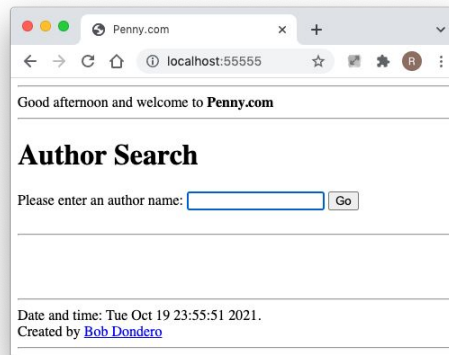 Penny.com
localhost:55555
R
Good afternoon and welcome to Penny.com
Author Search
Please enter an author name: Go
Date and time: Tue Oct 19 23:55:51 2021.
Created by Bob Dondero